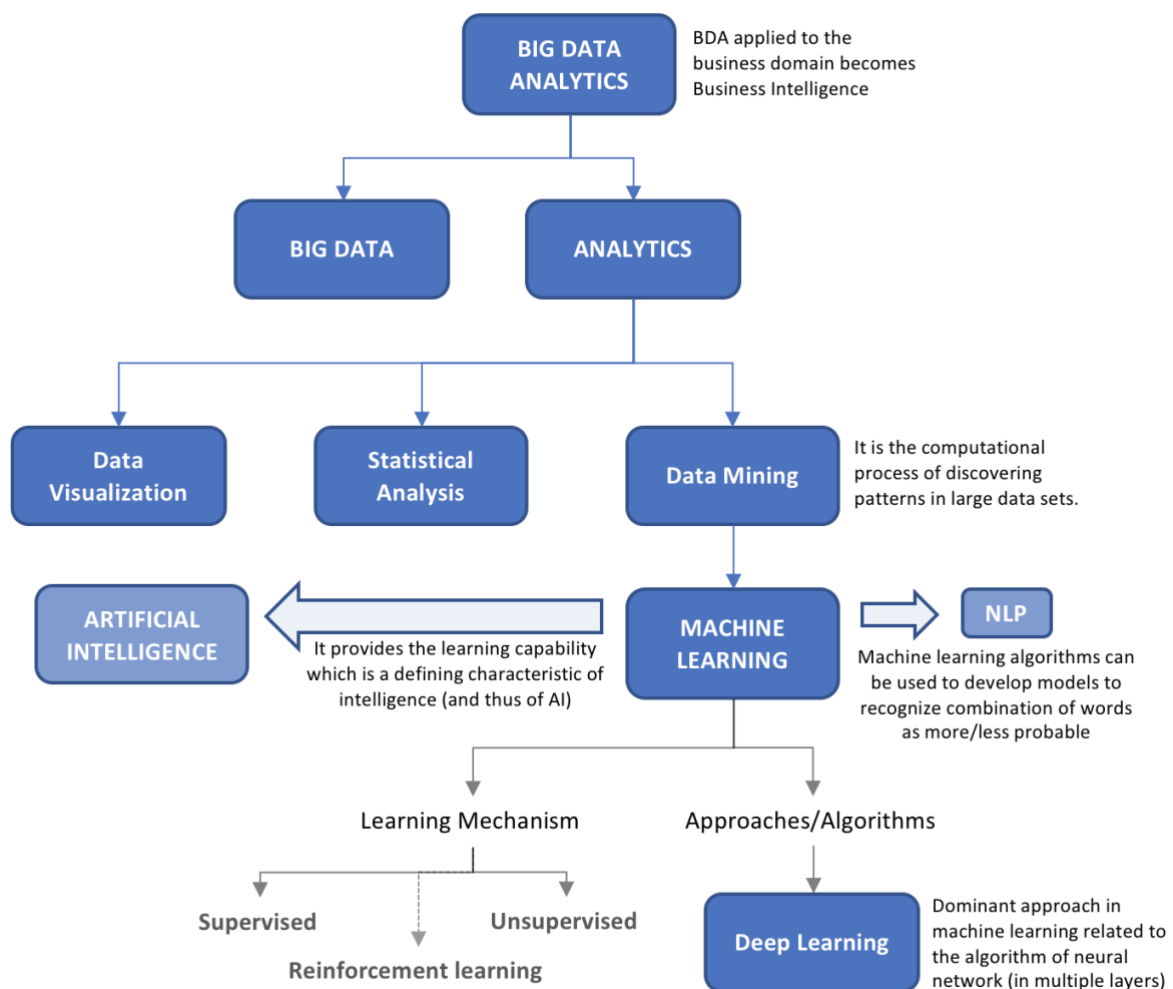 BIG DATA
ANALYTICS
BDA applied to the
business domain becomes
Business Intelligence
BIG DATA
ANALYTICS
Data
Visualization
Statistical
Analysis
Data Mining
It is the computational
process of discovering
patterns in large data sets.
ARTIFICIAL
INTELLIGENCE
It provides the learning capability
which is a defining characteristic of
intelligence (and thus of AI)
MACHINE
LEARNING
NLP
Machine learning algorithms can
be used to develop models to
recognize combination of words
as more/less probable
Learning Mechanism
Approaches/Algorithms
Supervised
Unsupervised
Reinforcement learning
Deep Learning
Dominant approach in
machine learning related to
the algorithm of neural
network (in multiple layers)